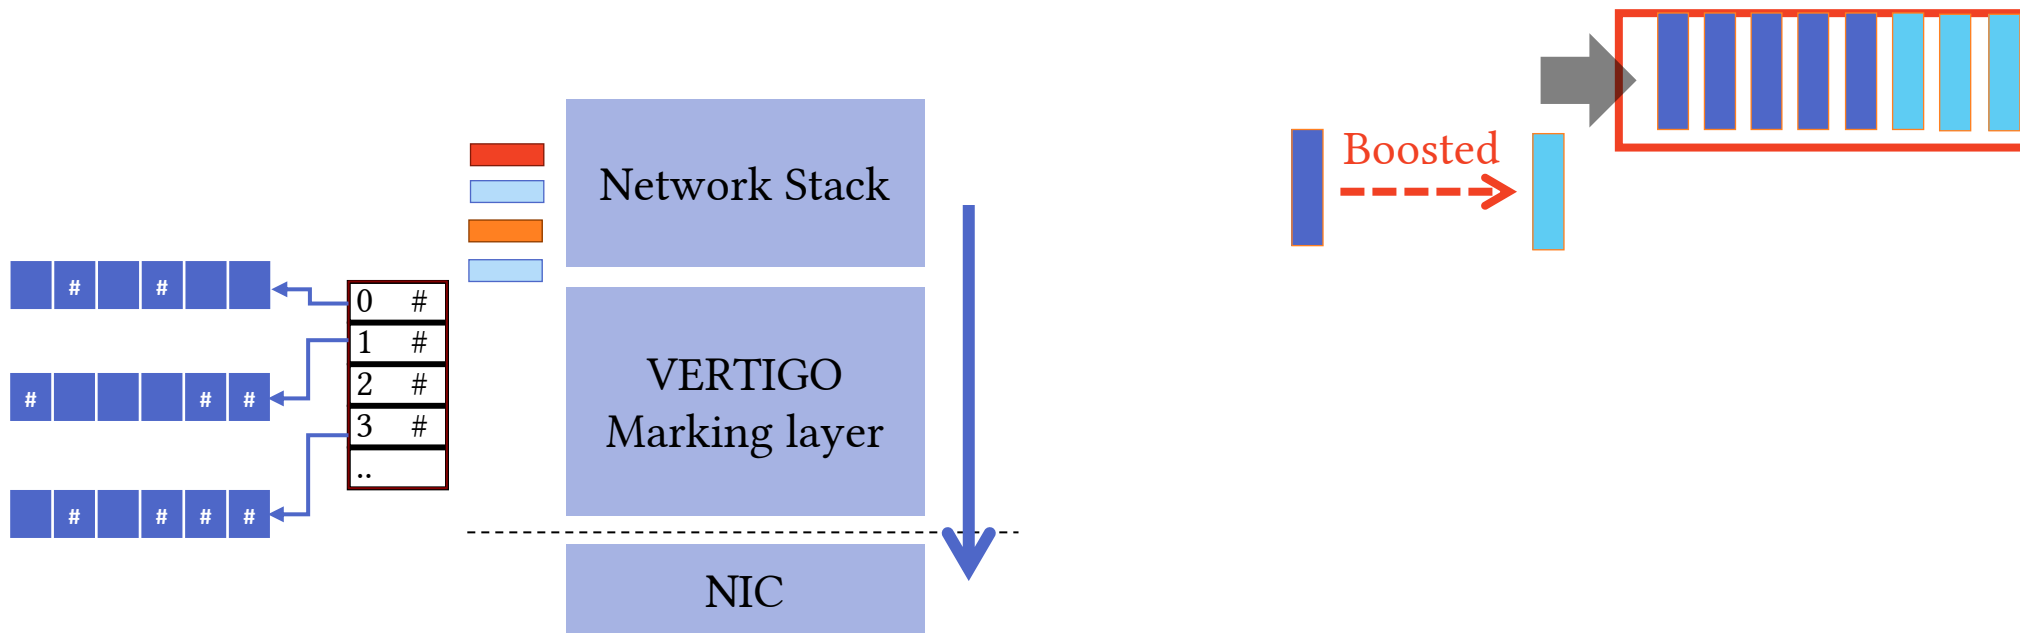 Network Stack
Boosted
# #
0 #
1 #
2 #
3 #
..
# # #
# # # #
VERTIGO
Marking layer
NIC